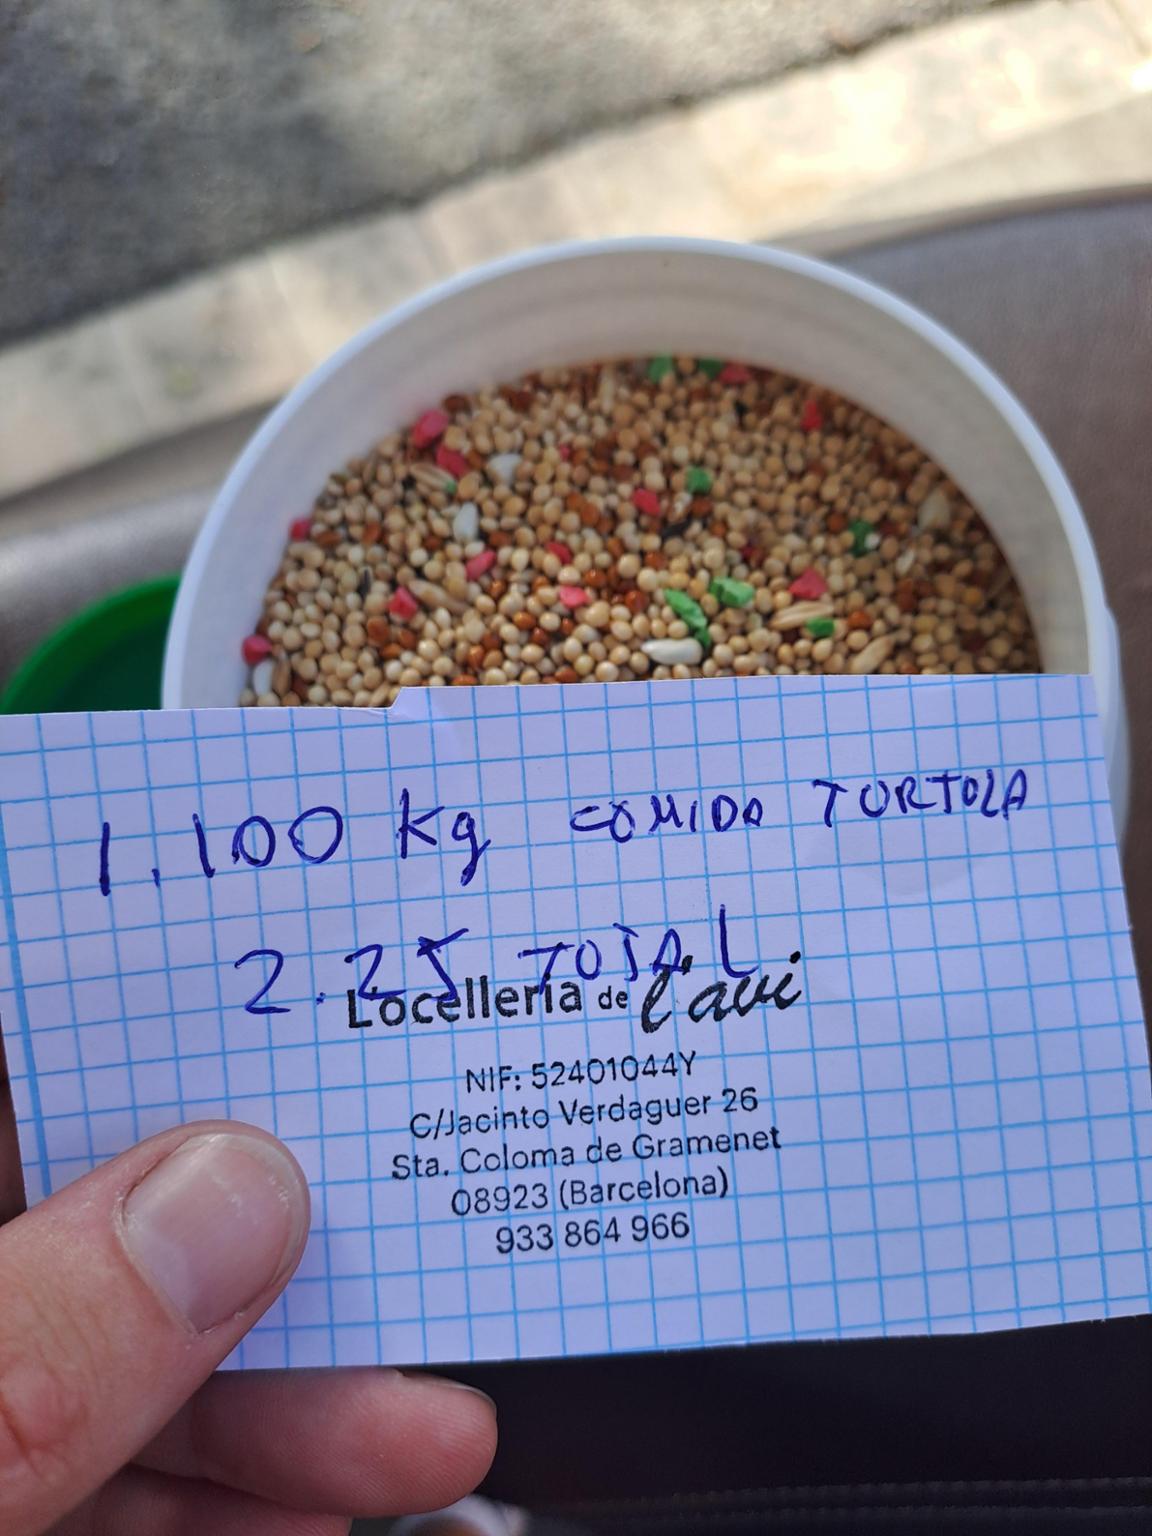 1.100 Kg COMIDA TORTOLA
2.25 TOTAL
L'ocelleria de l'avi
NIF: 52401044Y
C/Jacinto Verdaguer 26
Sta. Coloma de Gramenet
08923 (Barcelona)
933 864 966